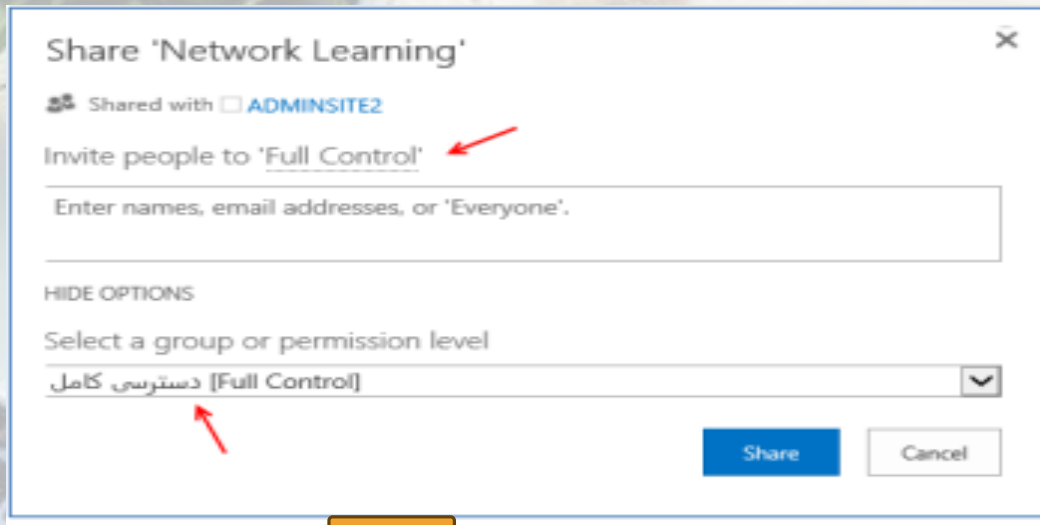 Share 'Network Learning'
Shared with ADMINSITE2
Invite people to 'Full Control'
Enter names, email addresses, or 'Everyone'.
HIDE OPTIONS
Select a group or permission level
دسترسی کامل [Full Control]
Share Cancel